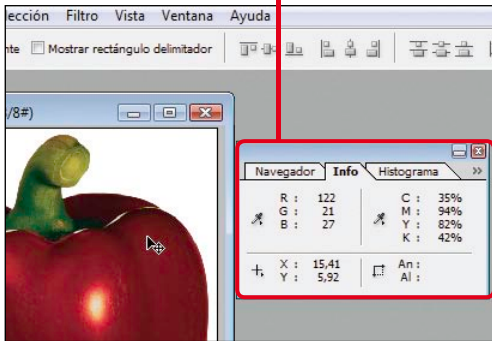 lección Filtro Vista Ventana Ayuda
nte Mostrar rectángulo delimitador
/8#)
Navegador Info Histograma »
R : 122 C : 35%
G : 21 M : 94%
B : 27 Y : 82%
K : 42%
X : 15,41 An :
Y : 5,92 Al :